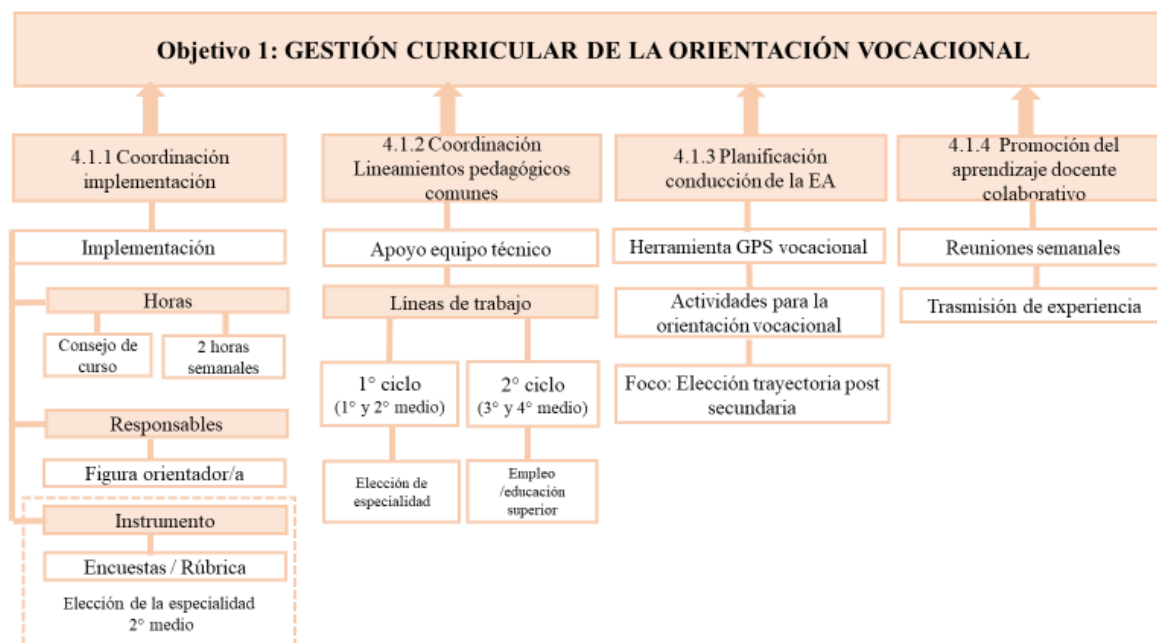 Objetivo 1: GESTIÓN CURRICULAR DE LA ORIENTACIÓN VOCACIONAL
4.1.1 Coordinación
implementación
Implementación
Horas
Consejo de
curso
2 horas
semanales
Responsables
Figura orientador/a
Instrumento
Encuestas / Rúbrica
Elección de la especialidad
2° medio
4.1.2 Coordinación
Lineamientos pedagógicos
comunes
Apoyo equipo técnico
Líneas de trabajo
1° ciclo
(1° y 2° medio)
2° ciclo
(3° y 4° medio)
Elección de
especialidad
Empleo
/educación
superior
4.1.3 Planificación
conducción de la EA
Herramienta GPS vocacional
Actividades para la
orientación vocacional
Foco: Elección trayectoria post
secundaria
4.1.4 Promoción del
aprendizaje docente
colaborativo
Reuniones semanales
Trasmisión de experiencia